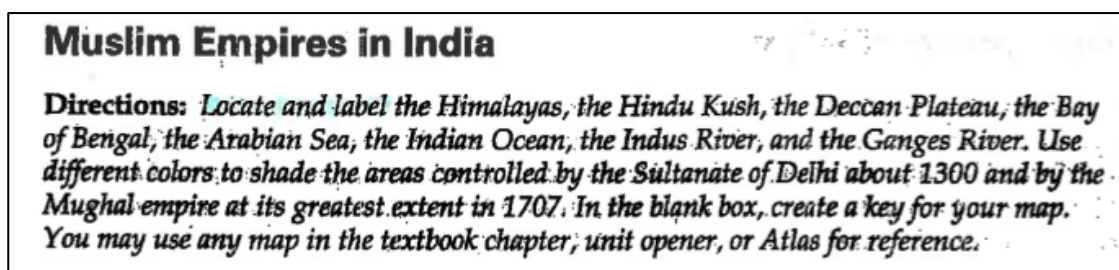 Muslim Empires in India
Directions: Locate and label the Himalayas, the Hindu Kush, the Deccan Plateau, the Bay
of Bengal, the Arabian Sea, the Indian Ocean, the Indus River, and the Ganges River. Use
different colors to shade the areas controlled by the Sultanate of Delhi about 1300 and by the
Mughal empire at its greatest extent in 1707. In the blank box, create a key for your map.
You may use any map in the textbook chapter, unit opener, or Atlas for reference.